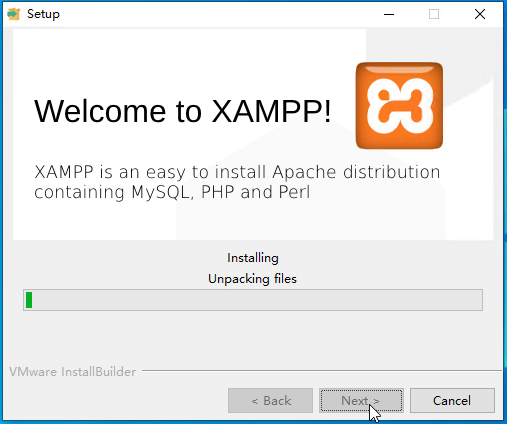 Setup
Welcome to XAMPP!
XAMPP is an easy to install Apache distribution
containing MySQL, PHP and Perl
Installing
Unpacking files
VMware InstallBuilder
< Back
Next >
Cancel